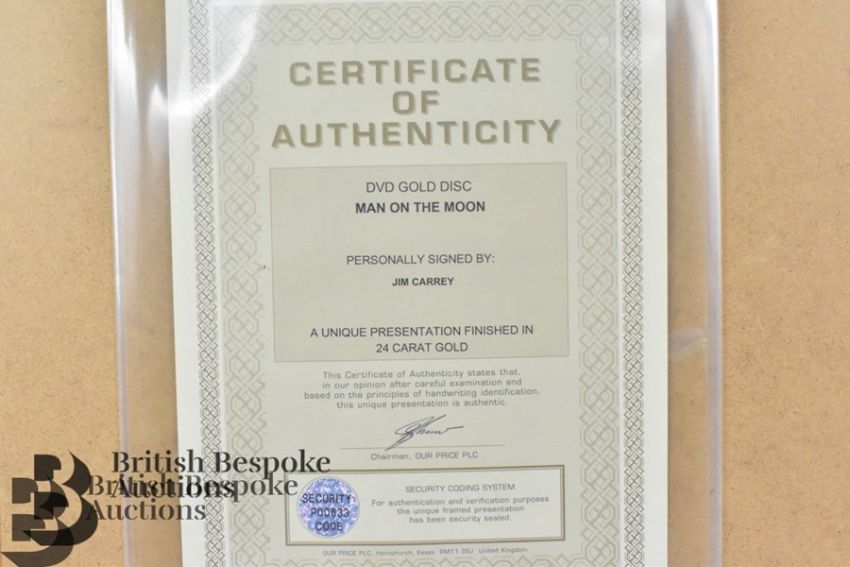 CERTIFICATE
OF
AUTHENTICITY
DVD GOLD DISC
MAN ON THE MOON
PERSONALLY SIGNED BY:
JIM CARREY
A UNIQUE PRESENTATION FINISHED IN
24 CARAT GOLD
This Certificate of Authenticity states that,
in our opinion after careful examination and
based on the principles of handwriting identification,
this unique presentation is authentic.
Chairman, OUR PRICE PLC
SECURITY
P00833
CODE
SECURITY CODING SYSTEM
For authentication and verification purposes
the unique framed presentation
has been security sealed.
OUR PRICE PLC, Hornchurch, Essex RM11 2SJ United Kingdom
British Bespoke
Auctions
British Bespoke
Auctions